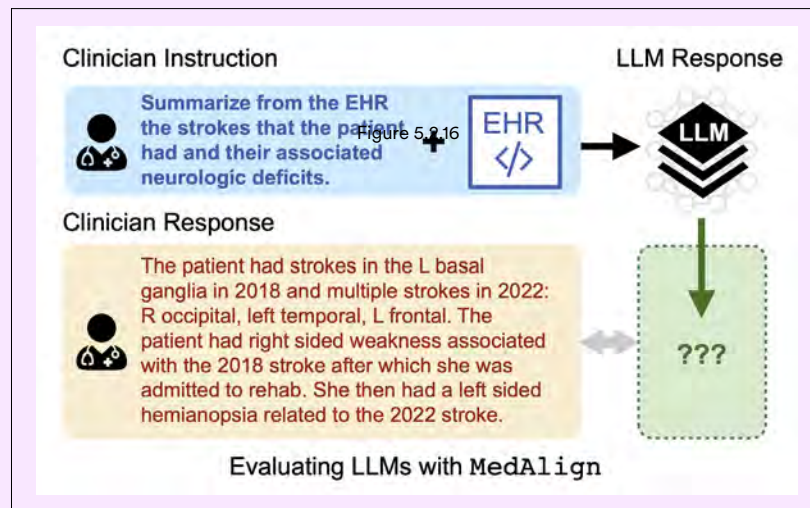 Clinician Instruction
LLM Response
Summarize from the EHR
the strokes that the patient
had and their associated
neurologic deficits.
Figure 5.2.16
+
EHR
</>
LLM
Clinician Response
The patient had strokes in the L basal
ganglia in 2018 and multiple strokes in 2022:
R occipital, left temporal, L frontal. The
patient had right sided weakness associated
with the 2018 stroke after which she was
admitted to rehab. She then had a left sided
hemianopsia related to the 2022 stroke.
???
Evaluating LLMs with MedAlign